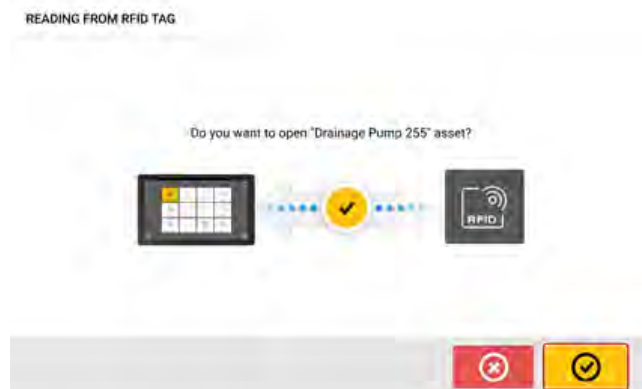 READING FROM RFID TAG
Do you want to open "Drainage Pump 255" asset?
RFID